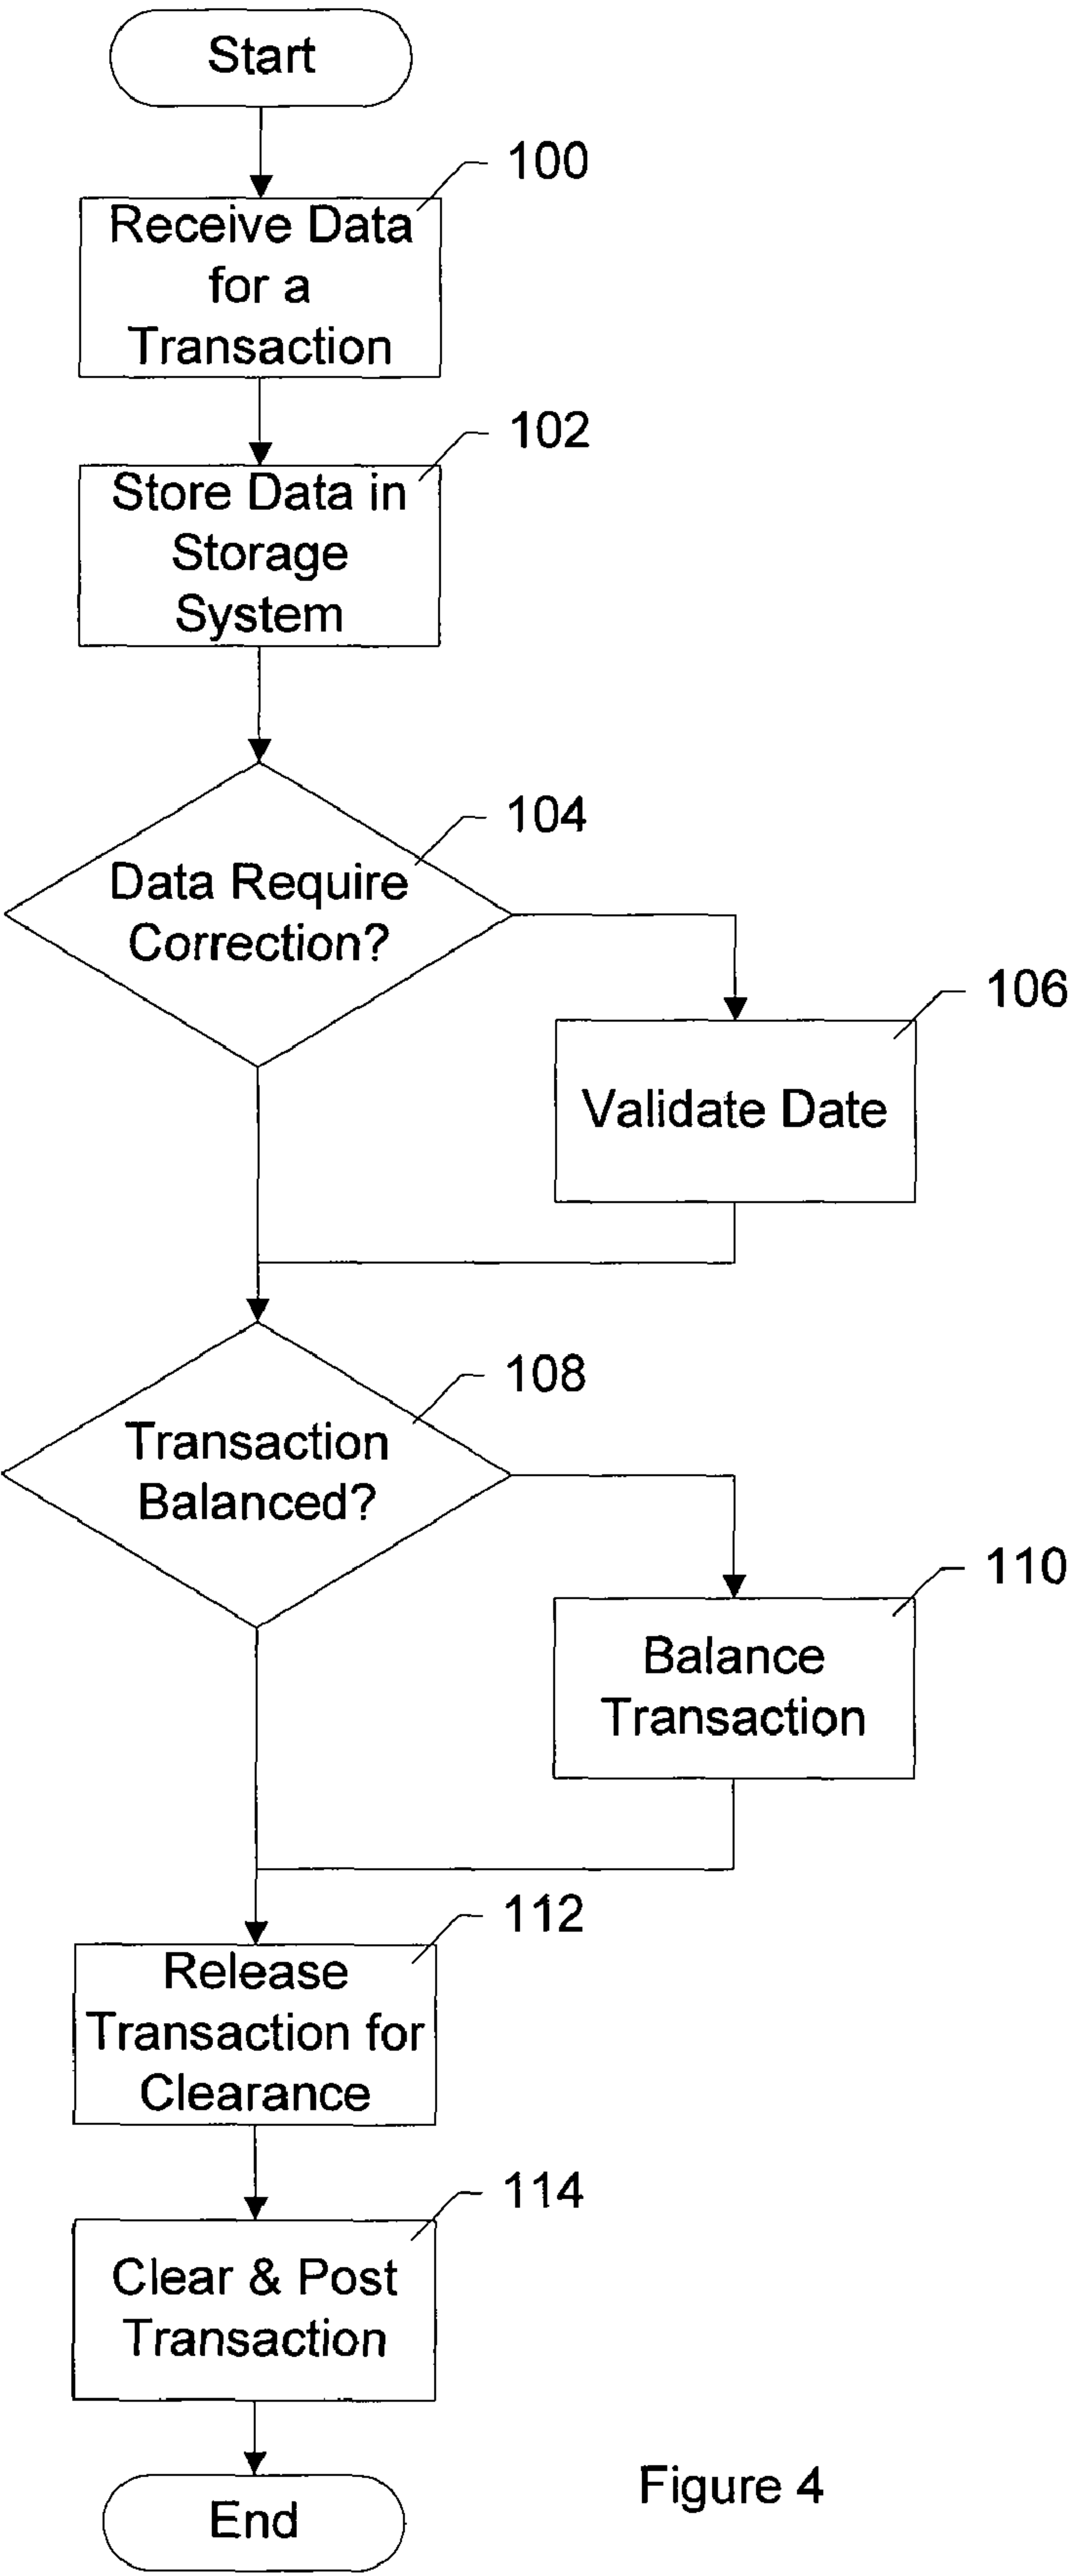 Start
100
Receive Data
for a
Transaction
102
Store Data in
Storage
System
104
Data Require
Correction?
106
Validate Date
108
Transaction
Balanced?
110
Balance
Transaction
112
Release
Transaction for
Clearance
114
Clear & Post
Transaction
End
Figure 4